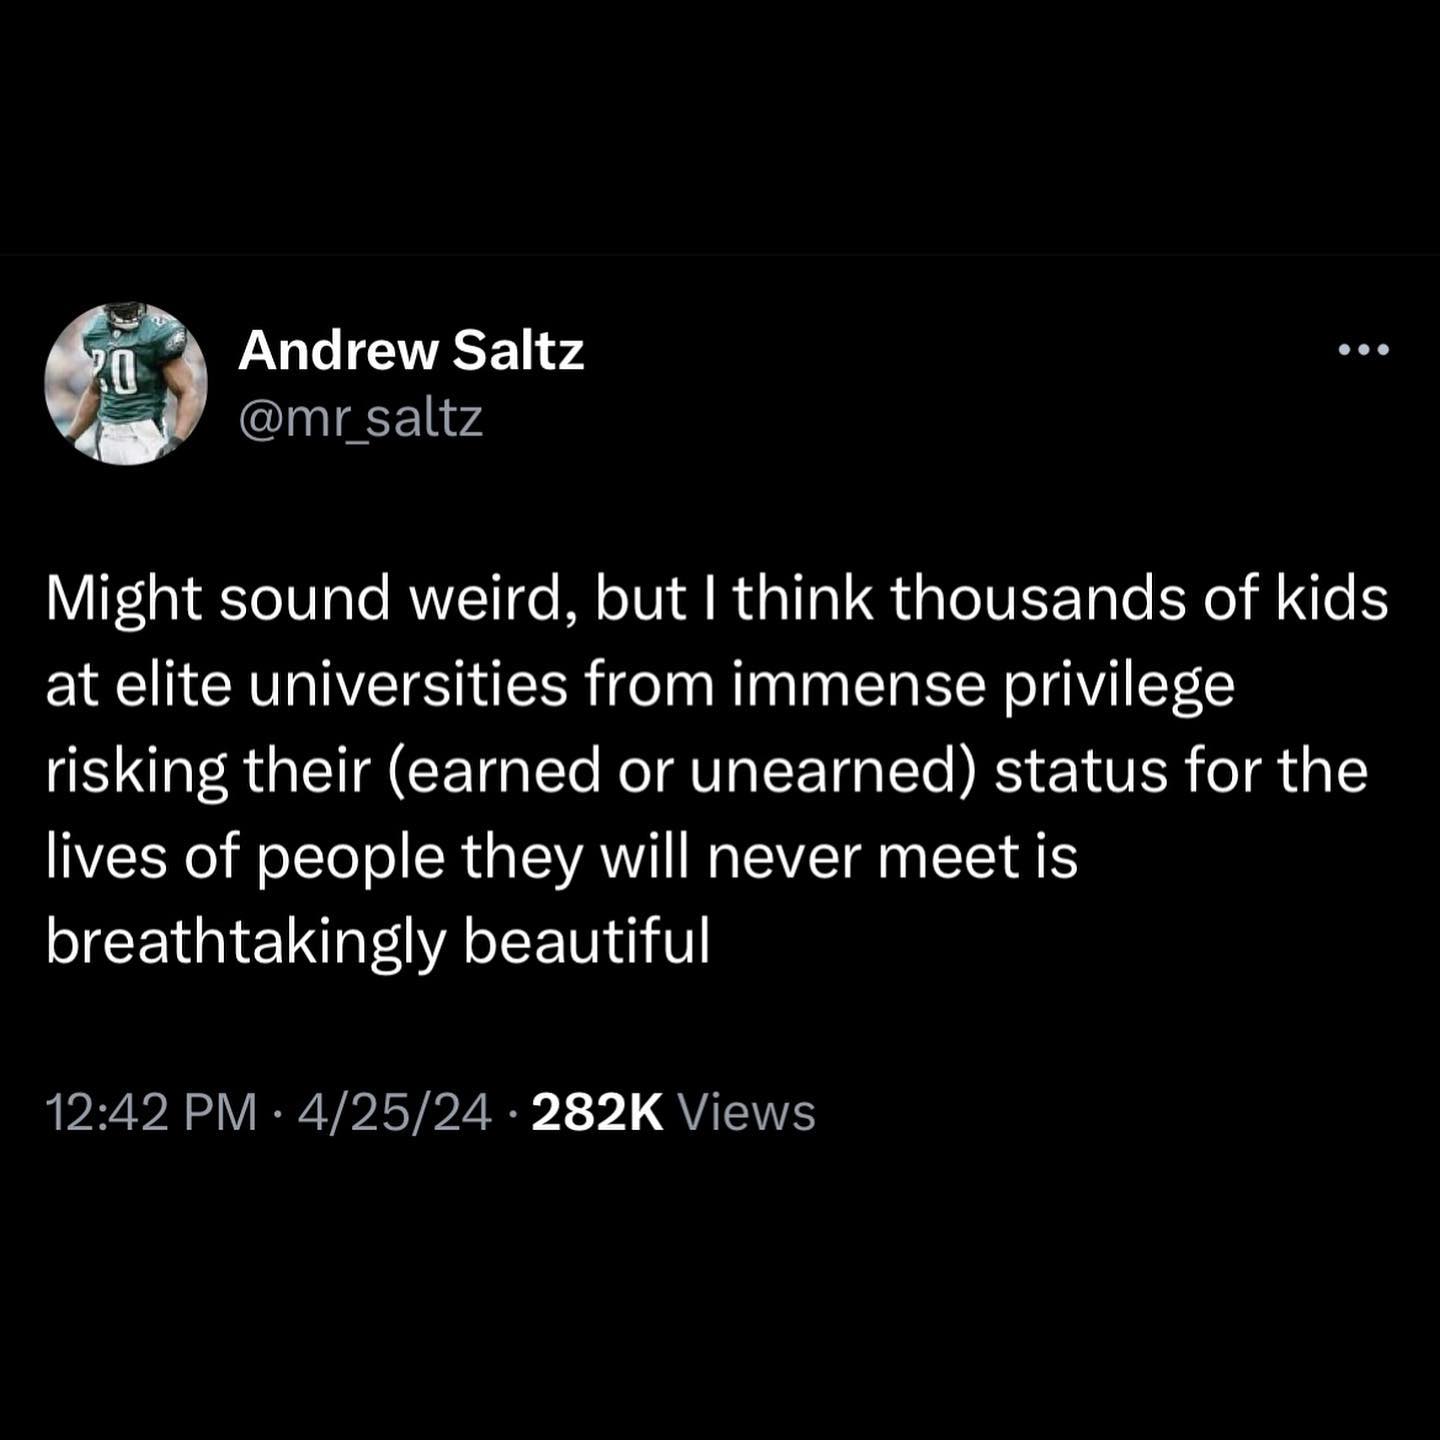 20
Andrew Saltz
@mr_saltz
Might sound weird, but I think thousands of kids
at elite universities from immense privilege
risking their (earned or unearned) status for the
lives of people they will never meet is
breathtakingly beautiful
12:42 PM · 4/25/24 · 282K Views